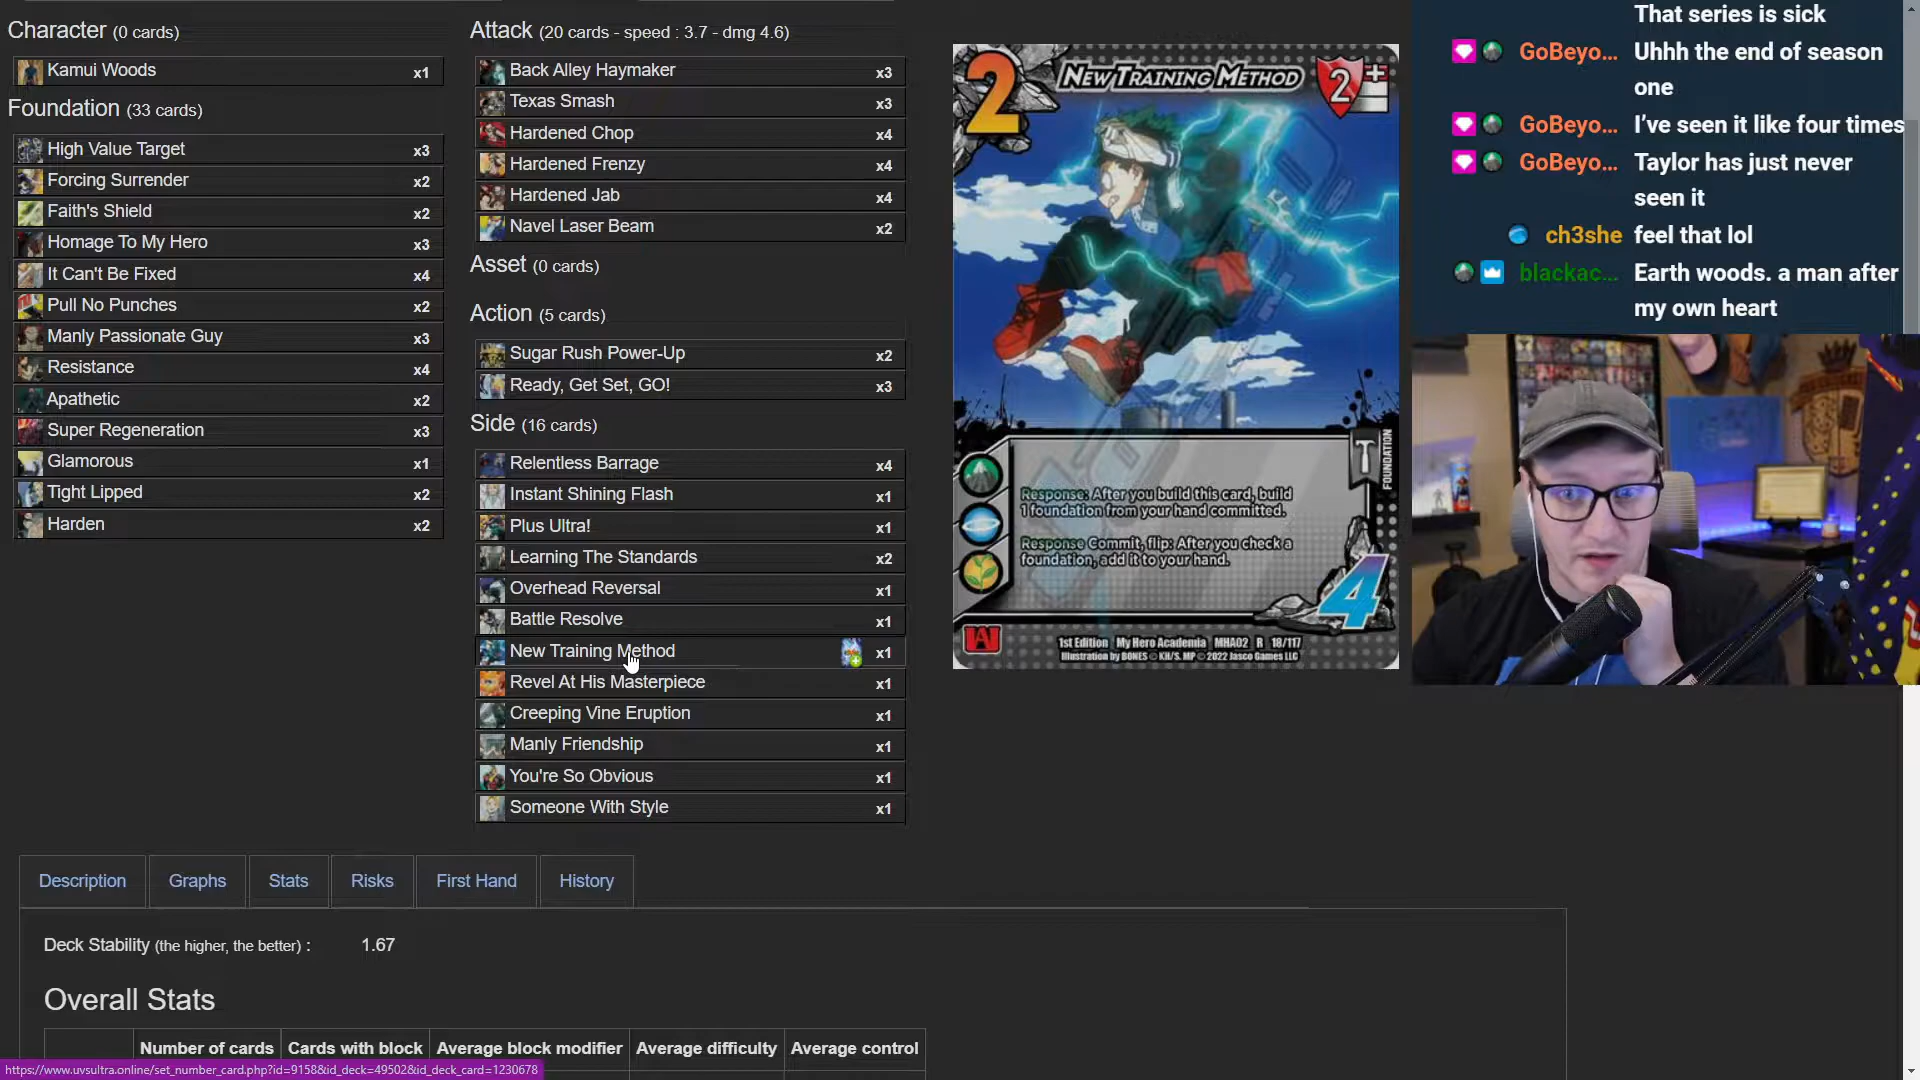 Character (0 cards)
Kamui Woods x1
Foundation (33 cards)
High Value Target x3
Forcing Surrender x2
Faith's Shield x2
Homage To My Hero x3
It Can't Be Fixed x4
Pull No Punches x2
Manly Passionate Guy x3
Resistance x4
Apathetic x2
Super Regeneration x3
Glamorous x1
Tight Lipped x2
Harden x2
Attack (20 cards - speed : 3.7 - dmg 4.6)
Back Alley Haymaker x3
Texas Smash x3
Hardened Chop x4
Hardened Frenzy x4
Hardened Jab x4
Navel Laser Beam x2
Asset (0 cards)
Action (5 cards)
Sugar Rush Power-Up x2
Ready, Get Set, GO! x3
Side (16 cards)
Relentless Barrage x4
Instant Shining Flash x1
Plus Ultra! x1
Learning The Standards x2
Overhead Reversal x1
Battle Resolve x1
New Training Method x1
Revel At His Masterpiece x1
Creeping Vine Eruption x1
Manly Friendship x1
You're So Obvious x1
Someone With Style x1
2
NEW TRAINING METHOD
2
FOUNDATION
Response: After you build this card, build
1 foundation from your hand committed.
Response Commit, flip: After you check a
foundation, add it to your hand.
4
1st Edition My Hero Academia MHA02 R 18/117
Illustration by BONES © KH/S, MP © 2022 Jasco Games LLC
That series is sick
GoBeyo... Uhhh the end of season
one
GoBeyo... I've seen it like four times
GoBeyo... Taylor has just never
seen it
ch3she feel that lol
blackac... Earth woods. a man after
my own heart
Description Graphs Stats Risks First Hand History
Deck Stability (the higher, the better) : 1.67
Overall Stats
Number of cards Cards with block Average block modifier Average difficulty Average control
https://www.uvsultra.online/set_number_card.php?id=9158&id_deck=49502&id_deck_card=1230678